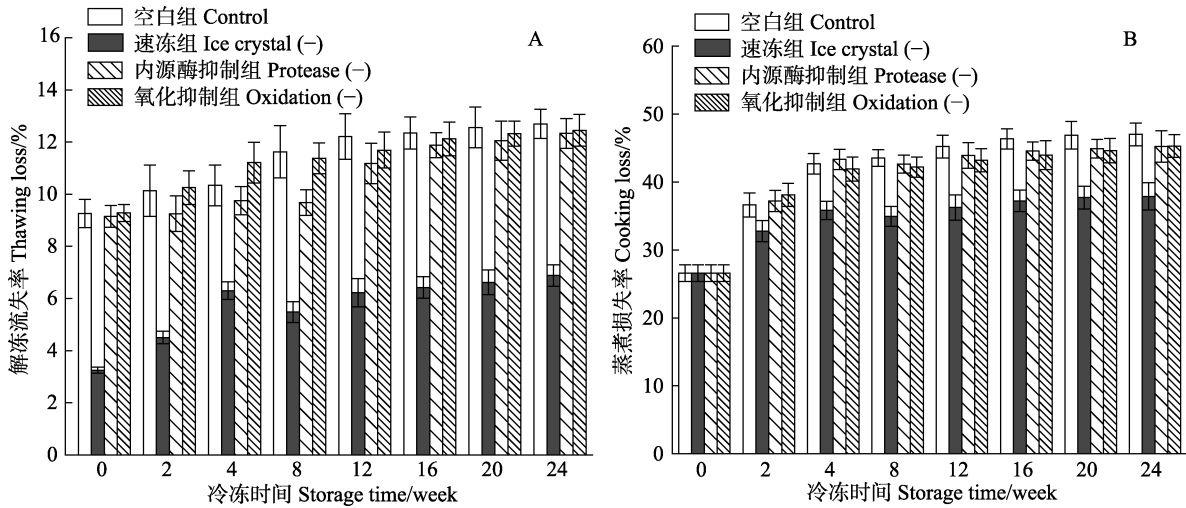 空白组 Control
速冻组 Ice crystal (−)
内源酶抑制组 Protease (−)
氧化抑制组 Oxidation (−)
A
16
14
12
10
8
6
4
2
0
解冻流失率 Thawing loss/%
0 2 4 8 12 16 20 24
冷冻时间 Storage time/week
空白组 Control
速冻组 Ice crystal (−)
内源酶抑制组 Protease (−)
氧化抑制组 Oxidation (−)
B
60
50
40
30
20
10
0
蒸煮损失率 Cooking loss/%
0 2 4 8 12 16 20 24
冷冻时间 Storage time/week